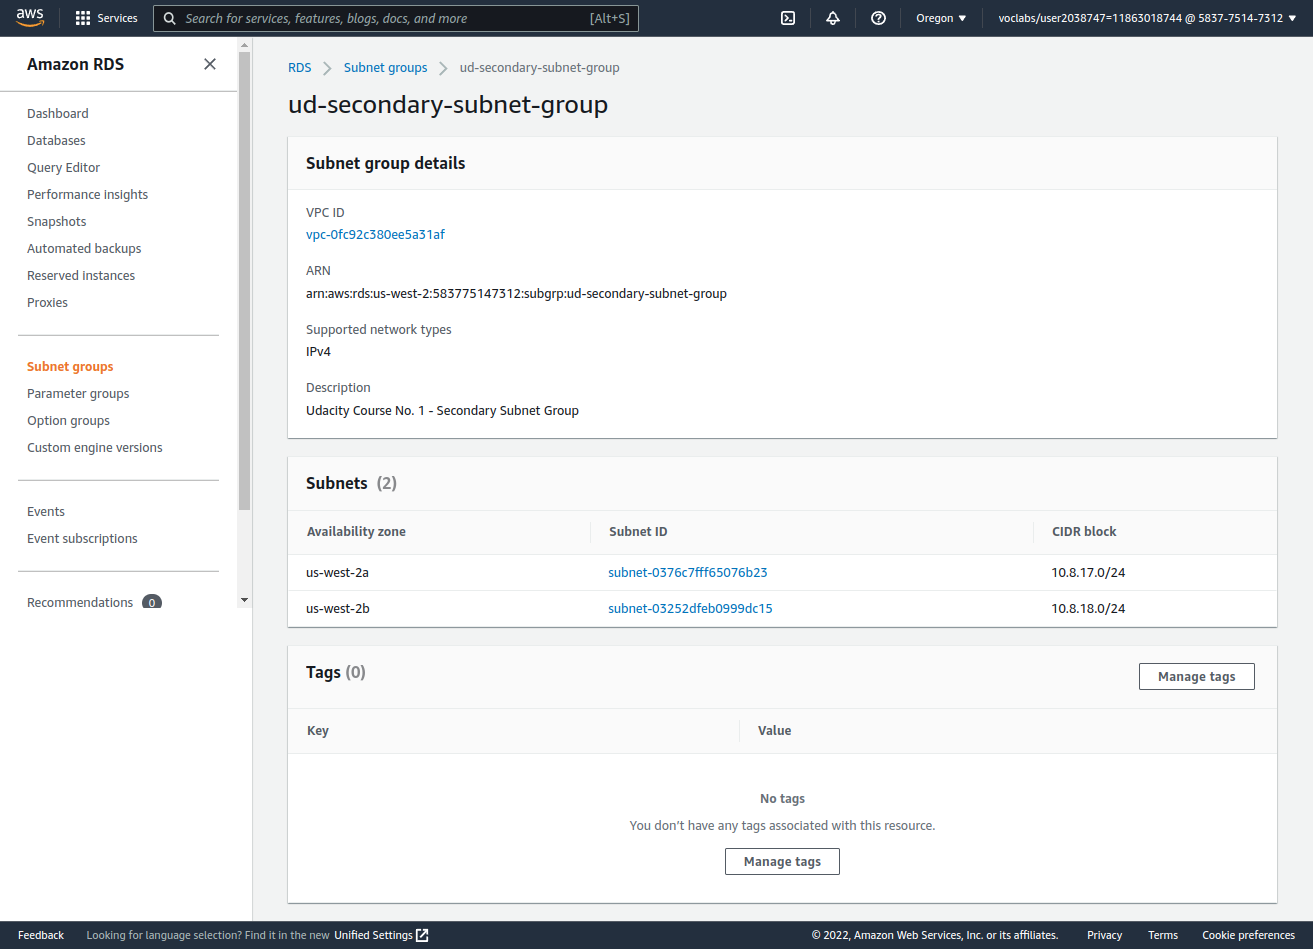 aws
Services
Search for services, features, blogs, docs, and more [Alt+S]
Oregon ▼
voclabs/user2038747=11863018744 @ 5837-7514-7312 ▼
Amazon RDS
Dashboard
Databases
Query Editor
Performance insights
Snapshots
Automated backups
Reserved instances
Proxies
Subnet groups
Parameter groups
Option groups
Custom engine versions
Events
Event subscriptions
Recommendations 0
RDS > Subnet groups > ud-secondary-subnet-group
ud-secondary-subnet-group
Subnet group details
VPC ID
vpc-0fc92c380ee5a31af
ARN
arn:aws:rds:us-west-2:583775147312:subgrp:ud-secondary-subnet-group
Supported network types
IPv4
Description
Udacity Course No. 1 - Secondary Subnet Group
Subnets (2)
Availability zone Subnet ID CIDR block
us-west-2a subnet-0376c7fff65076b23 10.8.17.0/24
us-west-2b subnet-03252dfeb0999dc15 10.8.18.0/24
Tags (0)
Manage tags
Key Value
No tags
You don't have any tags associated with this resource.
Manage tags
Feedback
Looking for language selection? Find it in the new Unified Settings
© 2022, Amazon Web Services, Inc. or its affiliates.
Privacy
Terms
Cookie preferences